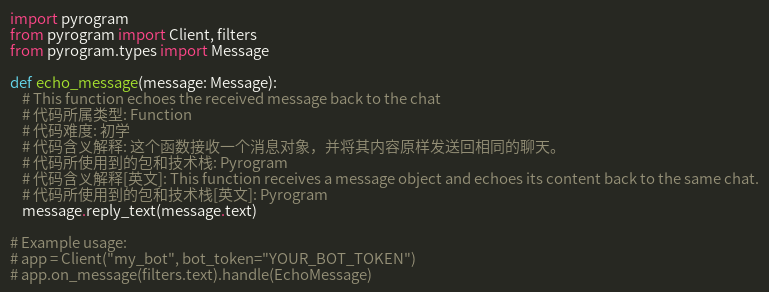 import pyrogram
from pyrogram import Client, filters
from pyrogram.types import Message

def echo_message(message: Message):
    # This function echoes the received message back to the chat
    # 代码所属类型: Function
    # 代码难度: 初学
    # 代码含义解释: 这个函数接收一个消息对象，并将其内容原样发送回相同的聊天。
    # 代码所使用到的包和技术栈: Pyrogram
    # 代码含义解释[英文]: This function receives a message object and echoes its content back to the same chat.
    # 代码所使用到的包和技术栈[英文]: Pyrogram
    message.reply_text(message.text)

# Example usage:
# app = Client("my_bot", bot_token="YOUR_BOT_TOKEN")
# app.on_message(filters.text).handle(EchoMessage)